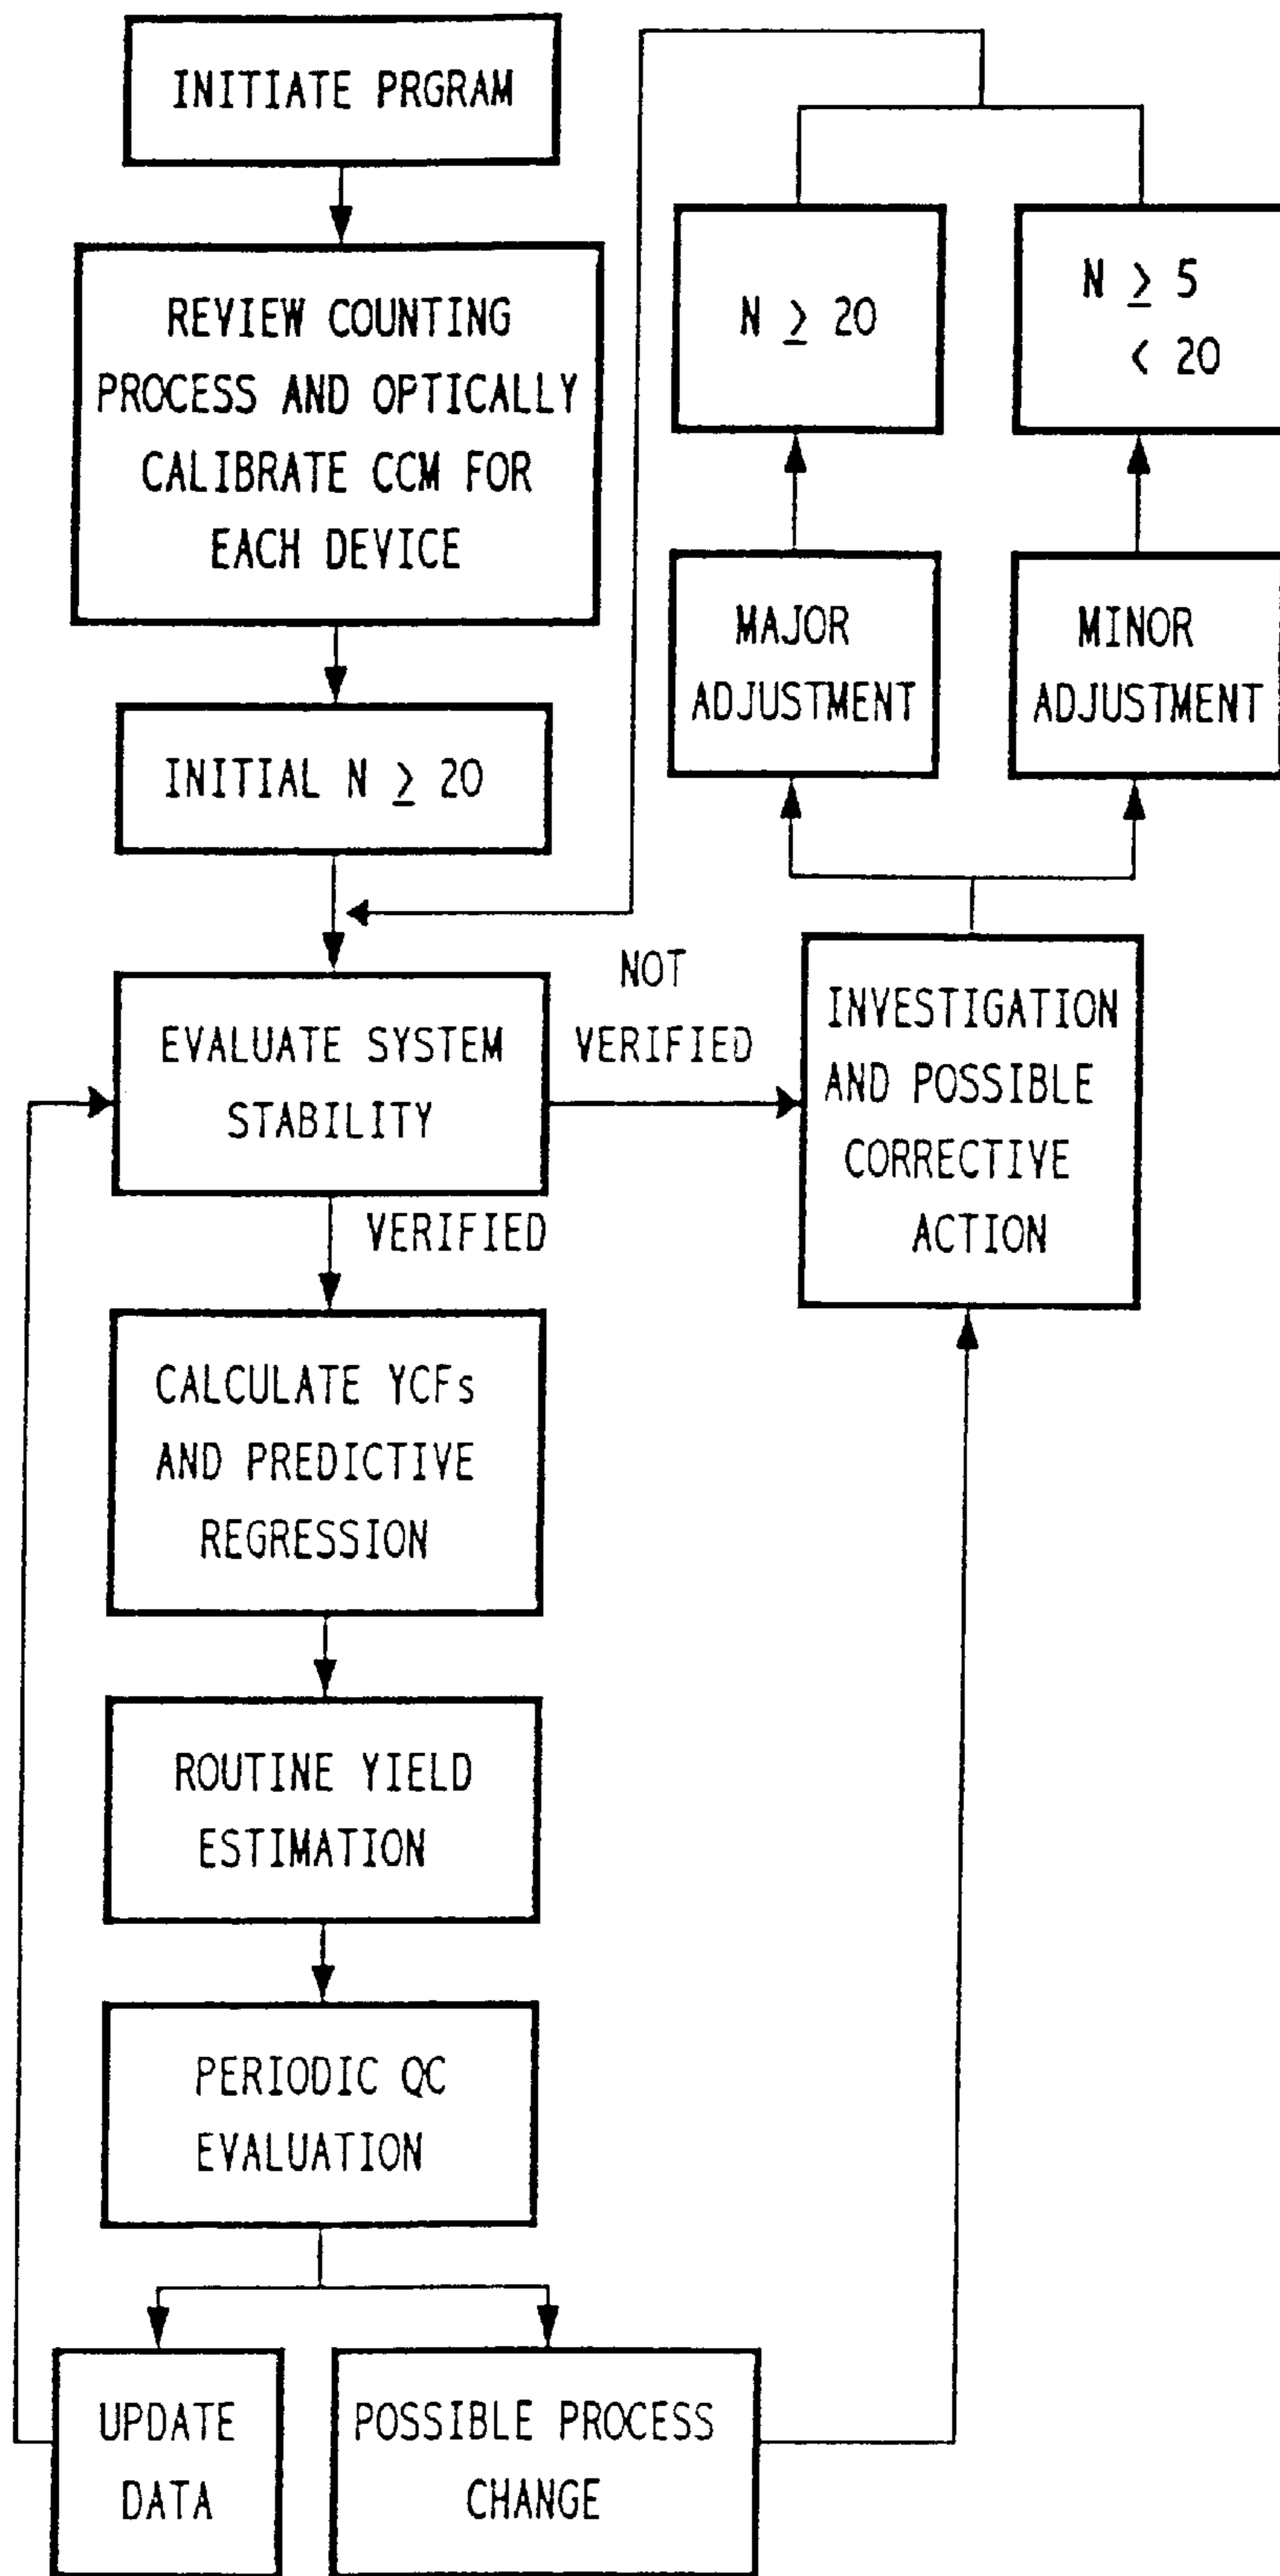 INITIATE PRGRAM
REVIEW COUNTING
PROCESS AND OPTICALLY
CALIBRATE CCM FOR
EACH DEVICE
INITIAL N ≥ 20
EVALUATE SYSTEM
STABILITY
NOT
VERIFIED
VERIFIED
CALCULATE YCFs
AND PREDICTIVE
REGRESSION
ROUTINE YIELD
ESTIMATION
PERIODIC QC
EVALUATION
UPDATE
DATA
POSSIBLE PROCESS
CHANGE
INVESTIGATION
AND POSSIBLE
CORRECTIVE
ACTION
MAJOR
ADJUSTMENT
MINOR
ADJUSTMENT
N ≥ 20
N ≥ 5
< 20